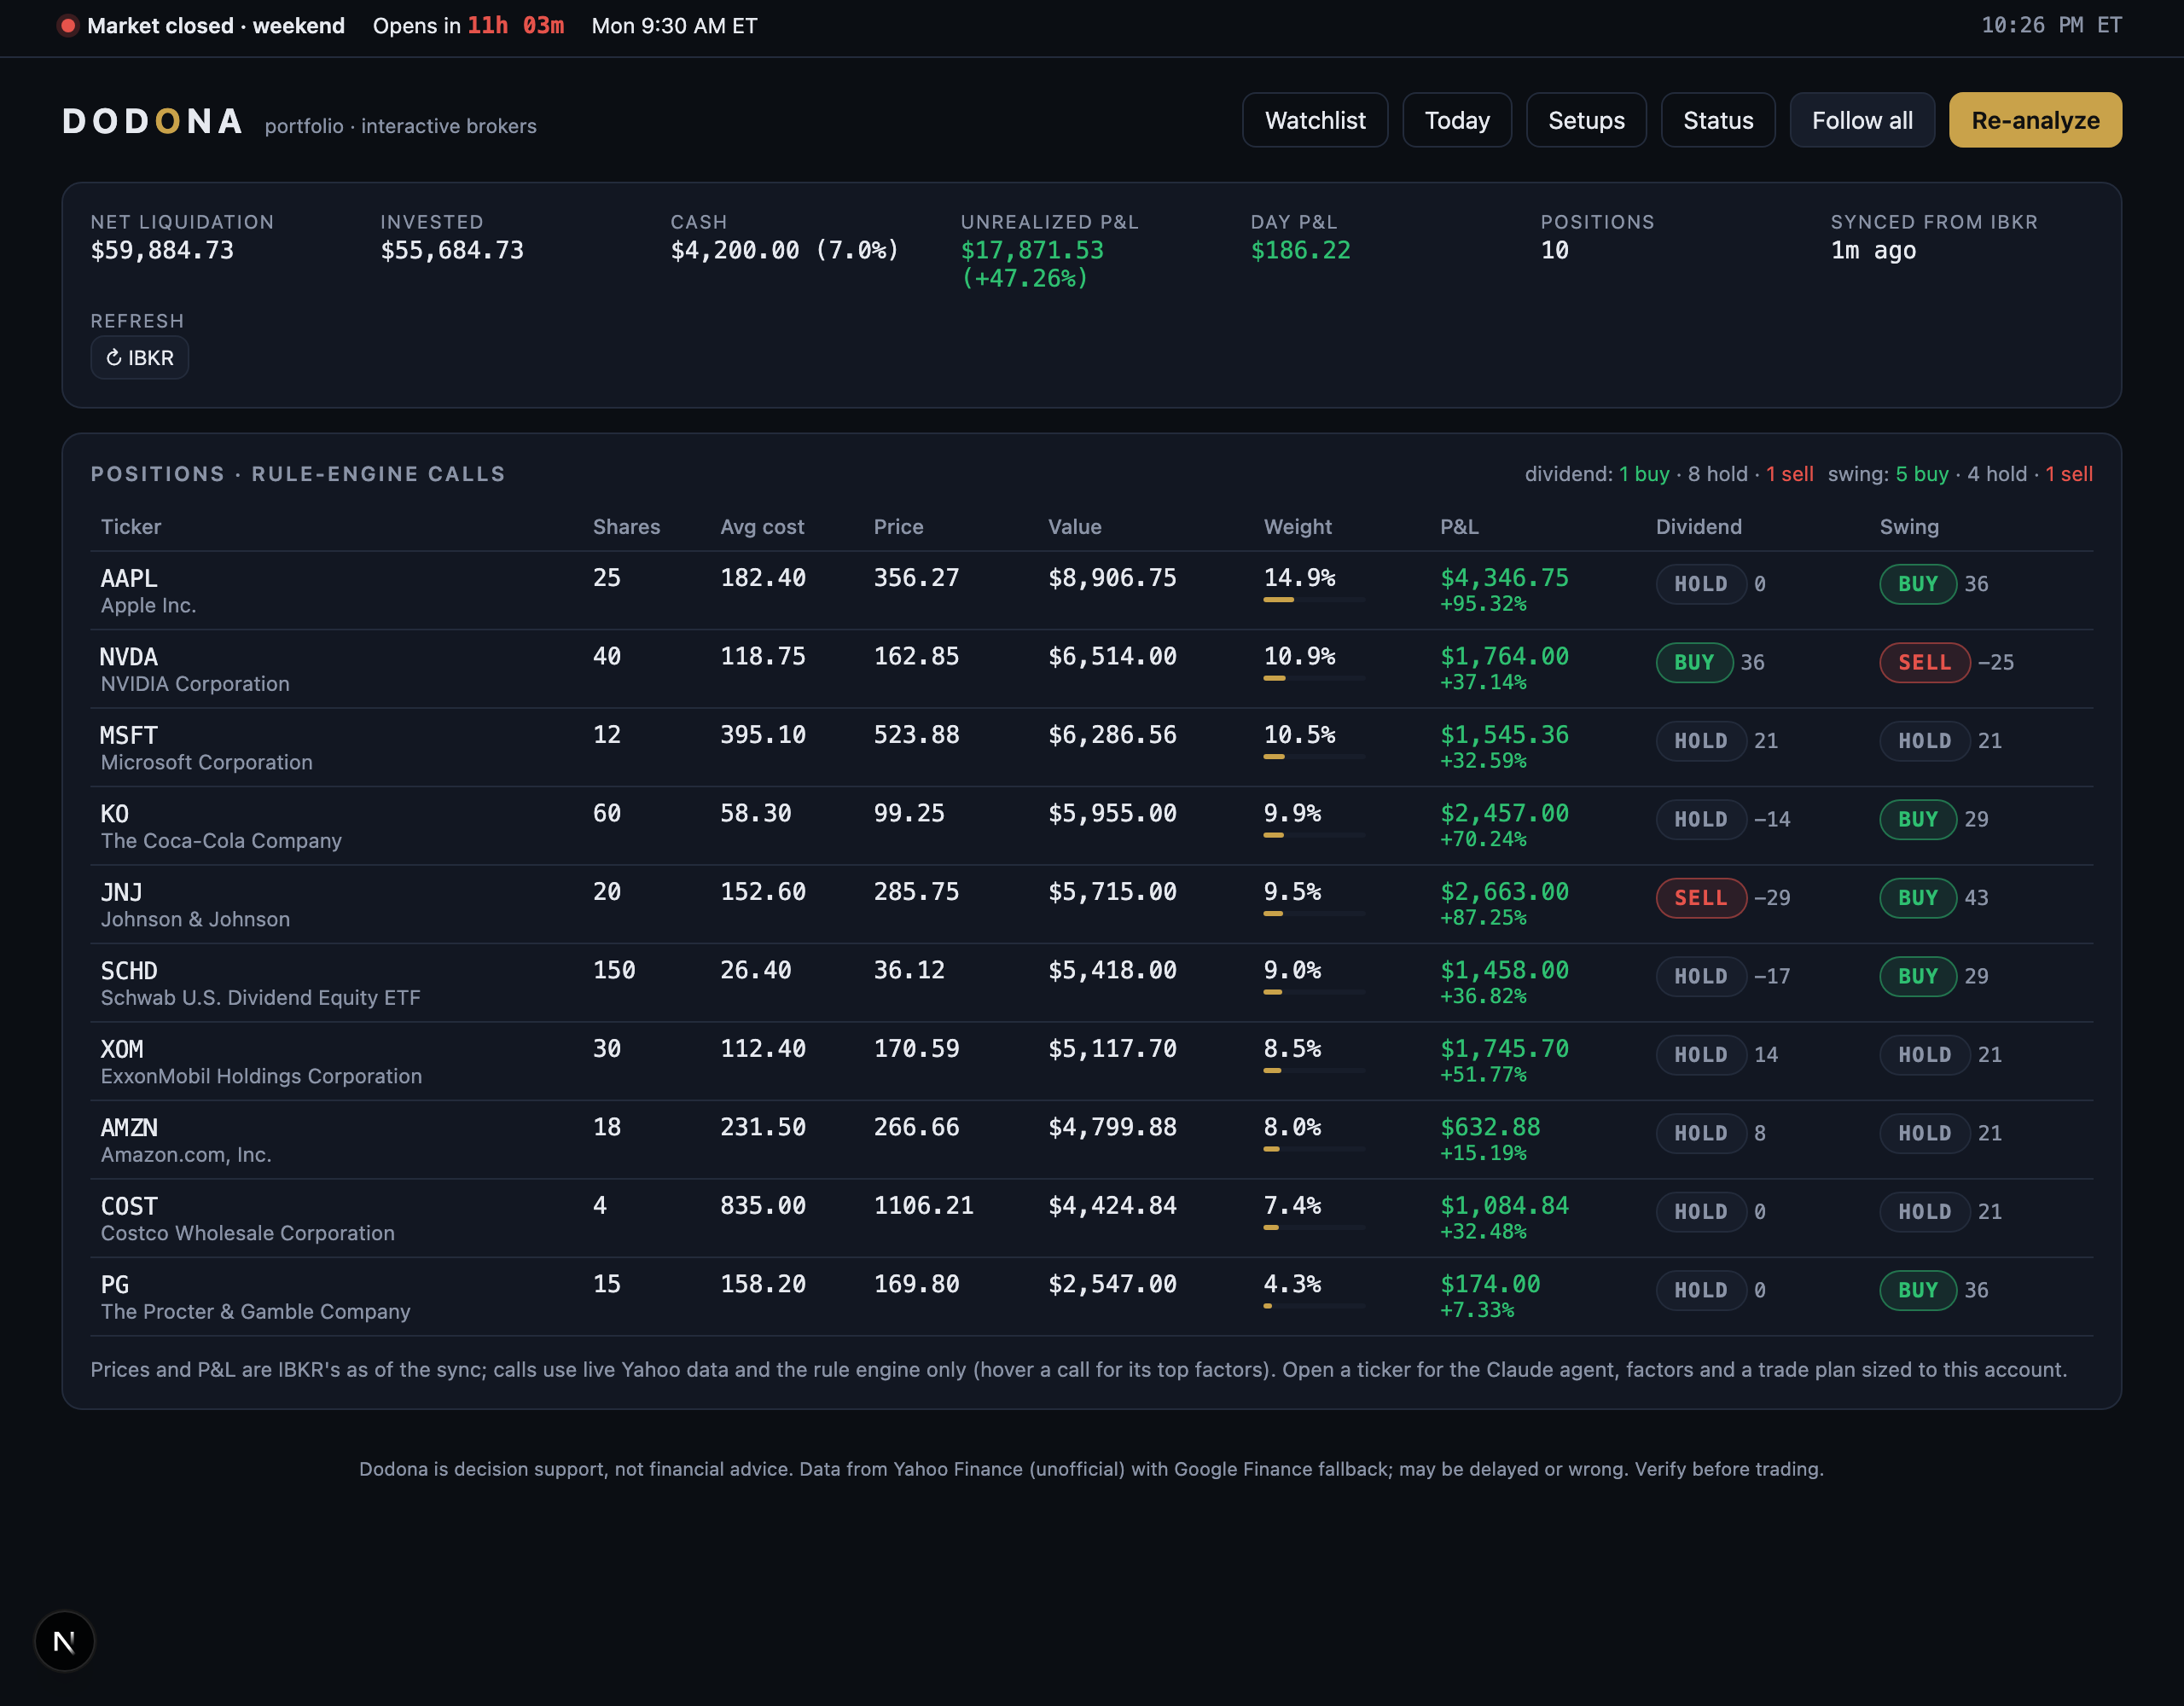 Market closed · weekend Opens in 11h 03m Mon 9:30 AM ET 10:26 PM ET
DODONA portfolio · interactive brokers Watchlist Today Setups Status Follow all Re-analyze
NET LIQUIDATION INVESTED CASH UNREALIZED P&L DAY P&L POSITIONS SYNCED FROM IBKR
$59,884.73 $55,684.73 $4,200.00 (7.0%) $17,871.53 $186.22 10 1m ago
(+47.26%)
REFRESH
↻ IBKR
POSITIONS · RULE-ENGINE CALLS dividend: 1 buy · 8 hold · 1 sell swing: 5 buy · 4 hold · 1 sell
Ticker Shares Avg cost Price Value Weight P&L Dividend Swing
AAPL 25 182.40 356.27 $8,906.75 14.9% $4,346.75 HOLD 0 BUY 36
Apple Inc. +95.32%
NVDA 40 118.75 162.85 $6,514.00 10.9% $1,764.00 BUY 36 SELL −25
NVIDIA Corporation +37.14%
MSFT 12 395.10 523.88 $6,286.56 10.5% $1,545.36 HOLD 21 HOLD 21
Microsoft Corporation +32.59%
KO 60 58.30 99.25 $5,955.00 9.9% $2,457.00 HOLD −14 BUY 29
The Coca-Cola Company +70.24%
JNJ 20 152.60 285.75 $5,715.00 9.5% $2,663.00 SELL −29 BUY 43
Johnson & Johnson +87.25%
SCHD 150 26.40 36.12 $5,418.00 9.0% $1,458.00 HOLD −17 BUY 29
Schwab U.S. Dividend Equity ETF +36.82%
XOM 30 112.40 170.59 $5,117.70 8.5% $1,745.70 HOLD 14 HOLD 21
ExxonMobil Holdings Corporation +51.77%
AMZN 18 231.50 266.66 $4,799.88 8.0% $632.88 HOLD 8 HOLD 21
Amazon.com, Inc. +15.19%
COST 4 835.00 1106.21 $4,424.84 7.4% $1,084.84 HOLD 0 HOLD 21
Costco Wholesale Corporation +32.48%
PG 15 158.20 169.80 $2,547.00 4.3% $174.00 HOLD 0 BUY 36
The Procter & Gamble Company +7.33%
Prices and P&L are IBKR's as of the sync; calls use live Yahoo data and the rule engine only (hover a call for its top factors). Open a ticker for the Claude agent, factors and a trade plan sized to this account.
Dodona is decision support, not financial advice. Data from Yahoo Finance (unofficial) with Google Finance fallback; may be delayed or wrong. Verify before trading.
N